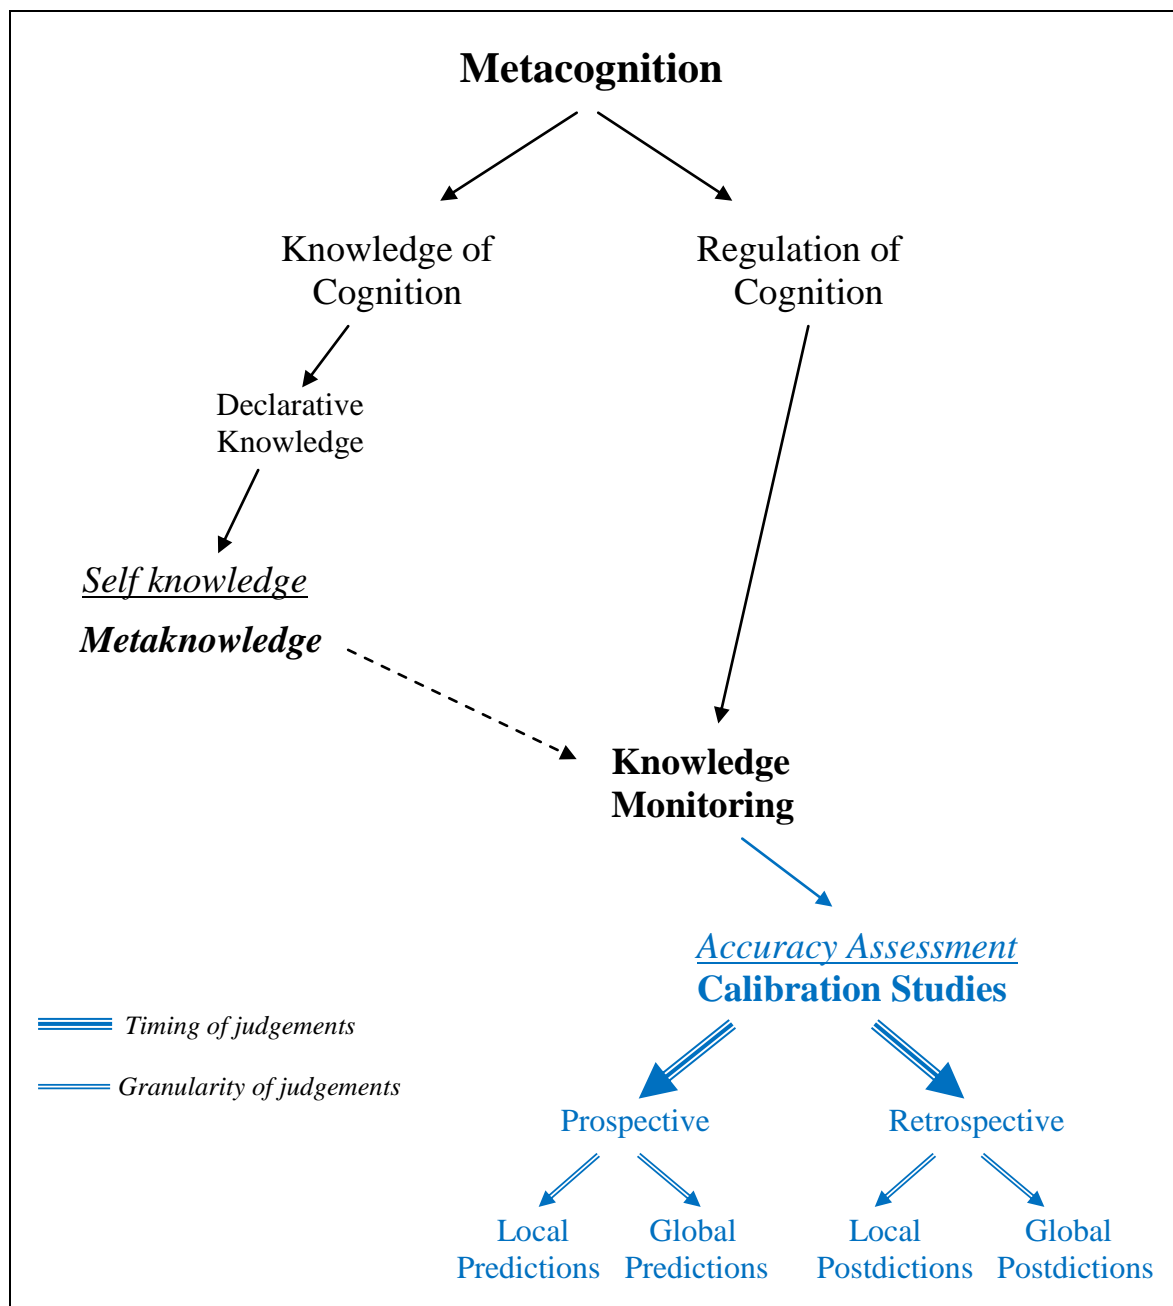 Metacognition
Knowledge of
Cognition
Regulation of
Cognition
Declarative
Knowledge
Self knowledge
Metaknowledge
Knowledge
Monitoring
Accuracy Assessment
Calibration Studies
Timing of judgements
Granularity of judgements
Prospective
Retrospective
Local
Predictions
Global
Predictions
Local
Postdictions
Global
Postdictions